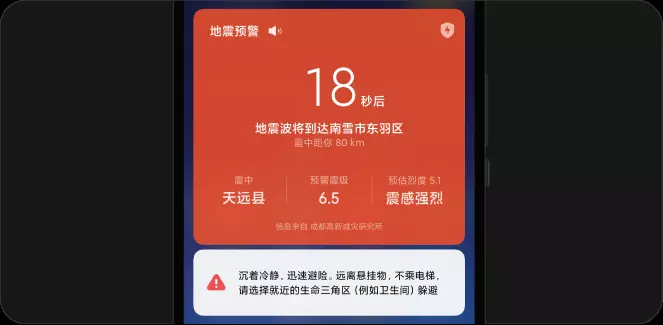 地震预警
18 秒后
地震波将到达南雪市东羽区
震中距你 80 km
震中 预警震级 预估烈度 5.1
天远县 6.5 震感强烈
信息来自 成都高新减灾研究所
沉着冷静，迅速避险。远离悬挂物，不乘电梯，
请选择就近的生命三角区（例如卫生间）躲避